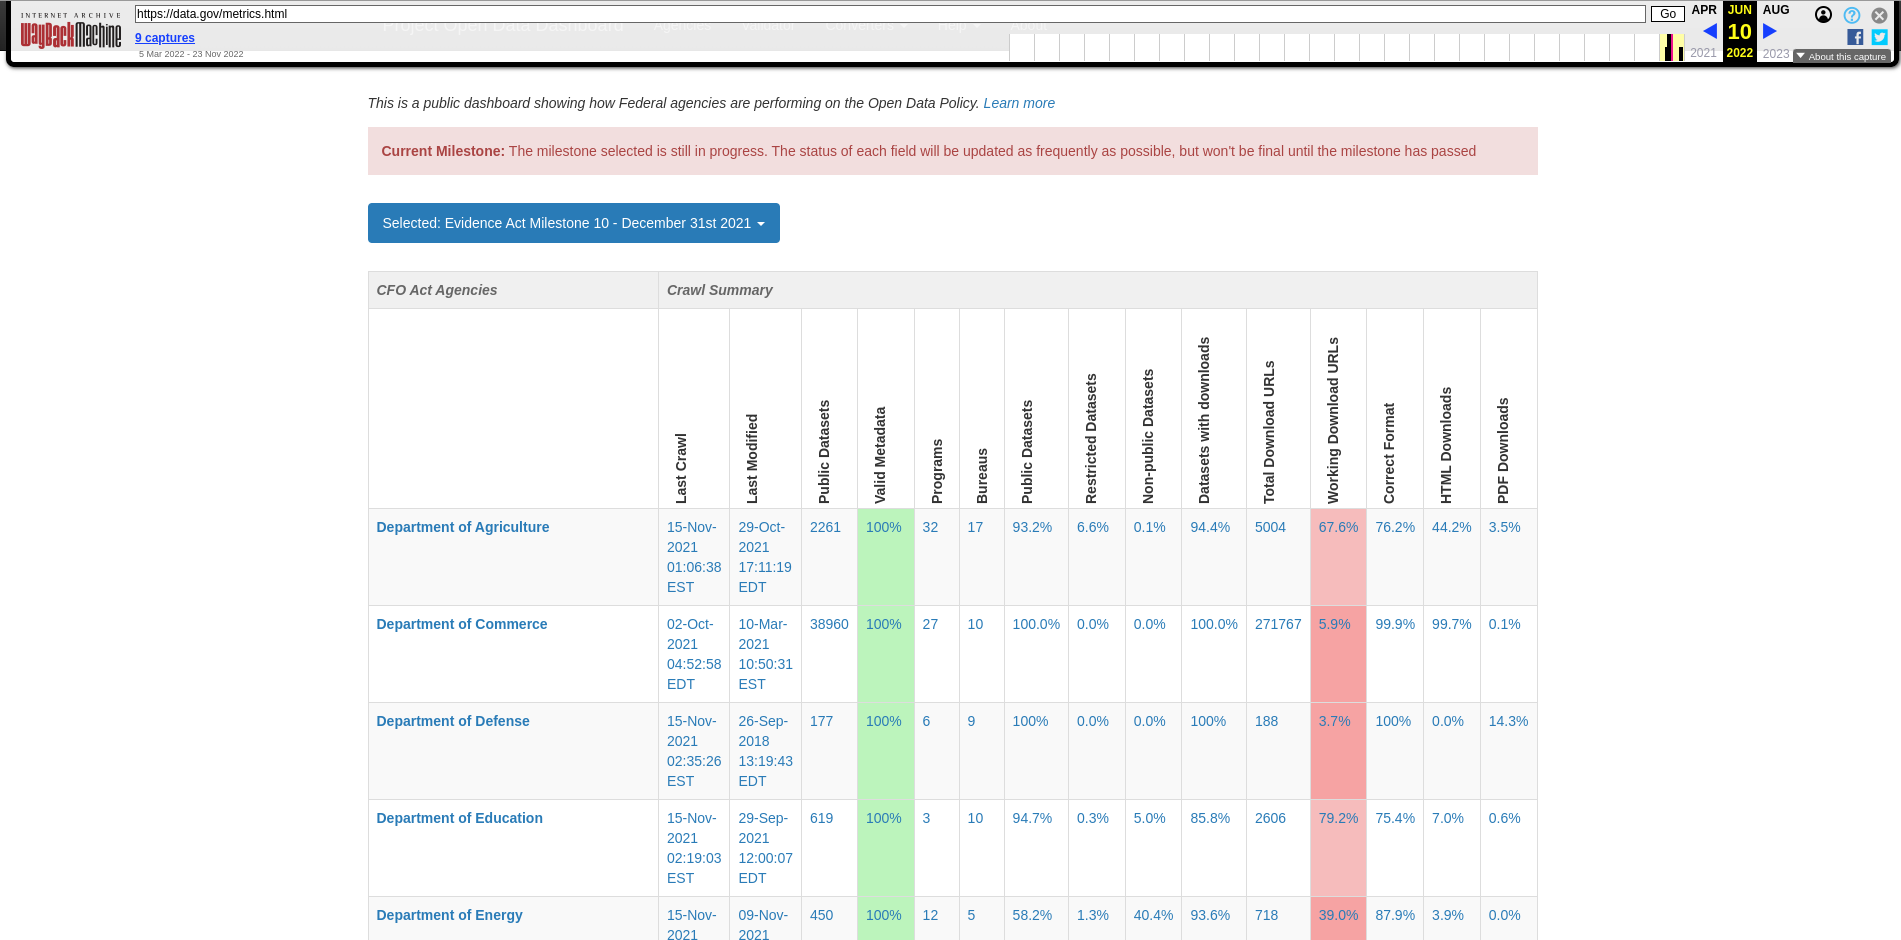 INTERNET ARCHIVE
WayBackMachine
https://data.gov/metrics.html
Go
9 captures
5 Mar 2022 - 23 Nov 2022
APR JUN AUG
10
2021 2022 2023
About this capture
Project Open Data Dashboard
This is a public dashboard showing how Federal agencies are performing on the Open Data Policy. Learn more
Current Milestone: The milestone selected is still in progress. The status of each field will be updated as frequently as possible, but won't be final until the milestone has passed
Selected: Evidence Act Milestone 10 - December 31st 2021
CFO Act Agencies Crawl Summary
Last Crawl
Last Modified
Public Datasets
Valid Metadata
Programs
Bureaus
Public Datasets
Restricted Datasets
Non-public Datasets
Datasets with downloads
Total Download URLs
Working Download URLs
Correct Format
HTML Downloads
PDF Downloads
Department of Agriculture 15-Nov- 29-Oct- 2261 100% 32 17 93.2% 6.6% 0.1% 94.4% 5004 67.6% 76.2% 44.2% 3.5%
2021 2021
01:06:38 17:11:19
EST EDT
Department of Commerce 02-Oct- 10-Mar- 38960 100% 27 10 100.0% 0.0% 0.0% 100.0% 271767 5.9% 99.9% 99.7% 0.1%
2021 2021
04:52:58 10:50:31
EDT EST
Department of Defense 15-Nov- 26-Sep- 177 100% 6 9 100% 0.0% 0.0% 100% 188 3.7% 100% 0.0% 14.3%
2021 2018
02:35:26 13:19:43
EST EDT
Department of Education 15-Nov- 29-Sep- 619 100% 3 10 94.7% 0.3% 5.0% 85.8% 2606 79.2% 75.4% 7.0% 0.6%
2021 2021
02:19:03 12:00:07
EST EDT
Department of Energy 15-Nov- 09-Nov- 450 100% 12 5 58.2% 1.3% 40.4% 93.6% 718 39.0% 87.9% 3.9% 0.0%
2021 2021